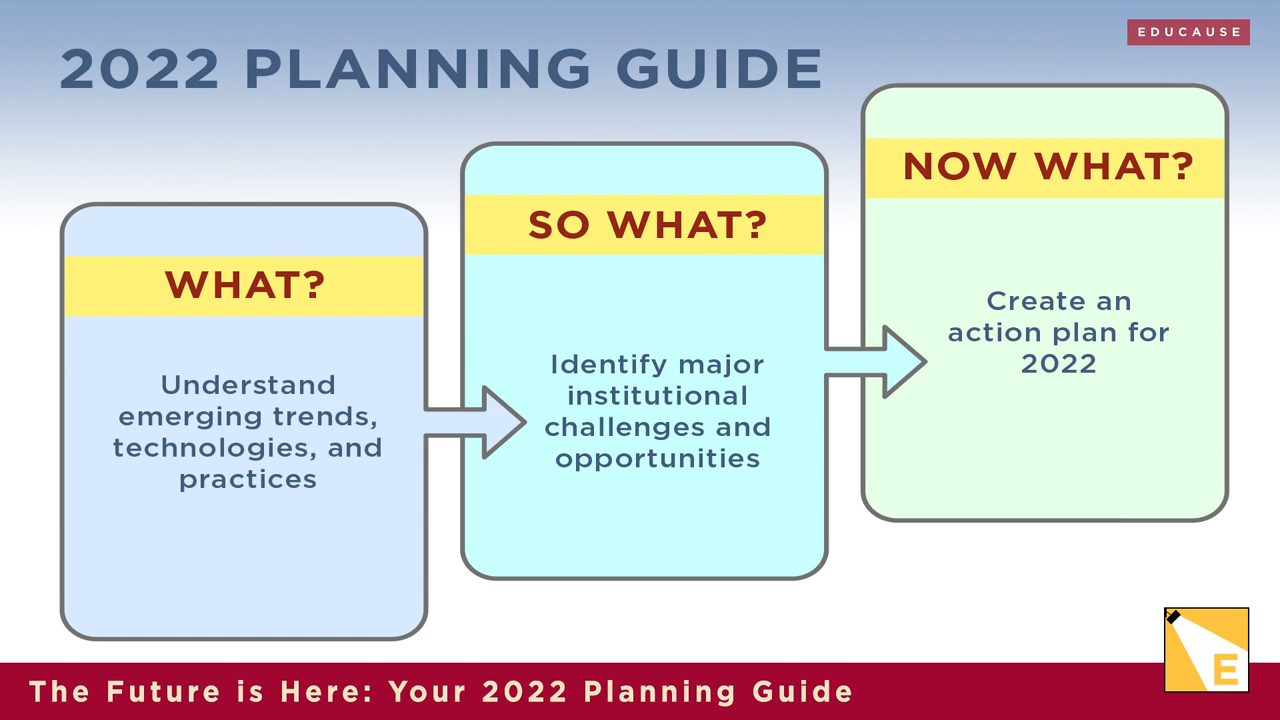 EDUCAUSE
2022 PLANNING GUIDE
WHAT?
Understand
emerging trends,
technologies, and
practices
SO WHAT?
Identify major
institutional
challenges and
opportunities
NOW WHAT?
Create an
action plan for
2022
E
The Future is Here: Your 2022 Planning Guide